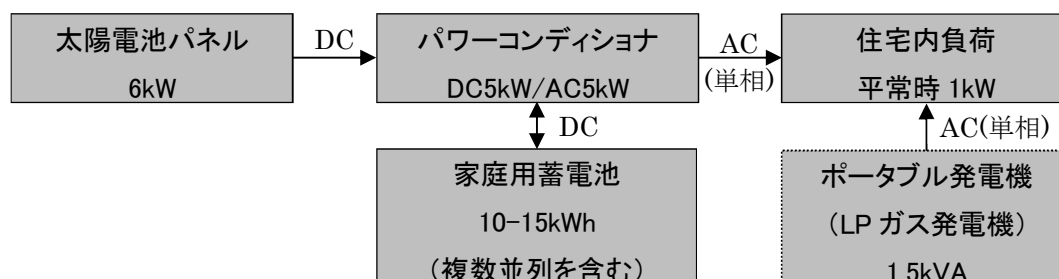 太陽電池パネル
6kW
DC
パワーコンディショナ
DC5kW/AC5kW
AC
(単相)
住宅内負荷
平常時 1kW
DC
AC(単相)
家庭用蓄電池
10-15kWh
(複数並列を含む)
ポータブル発電機
(LP ガス発電機)
1.5kVA